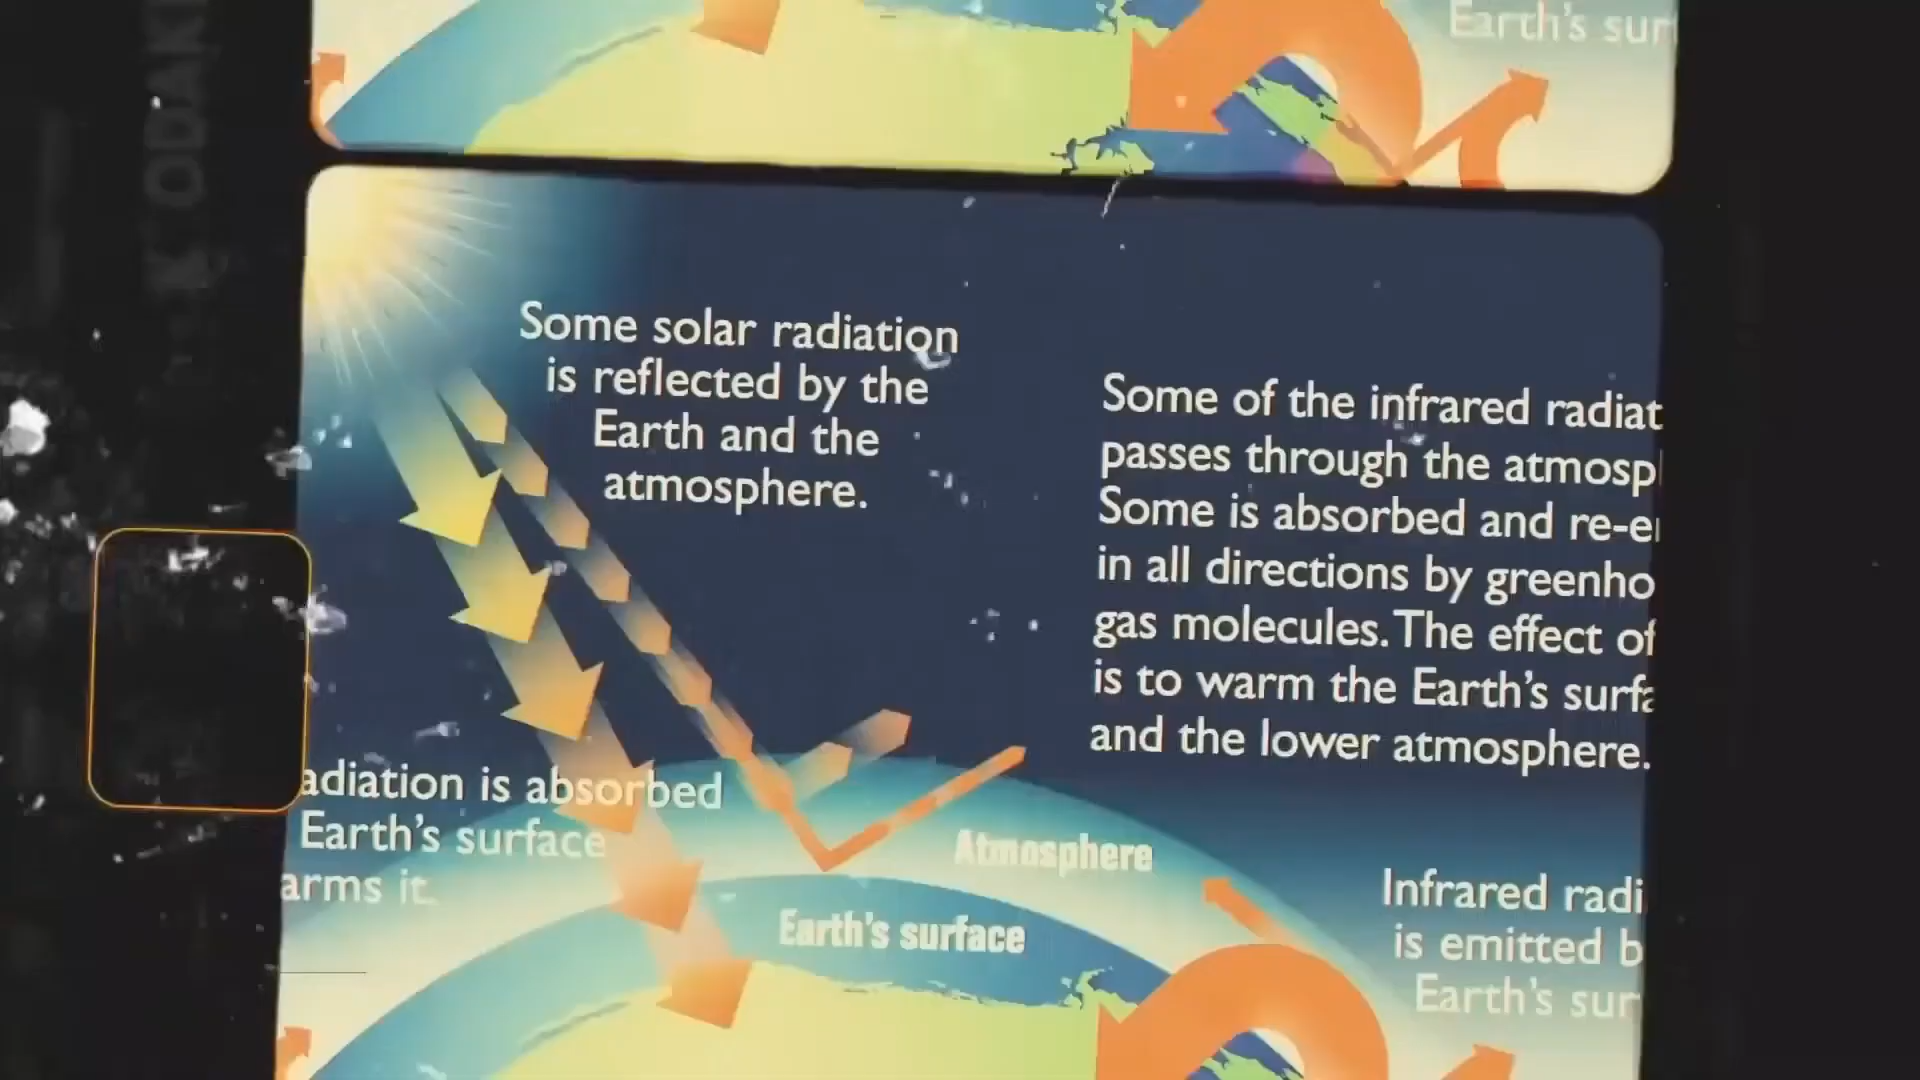 Earth's sur
Some solar radiation
is reflected by the
Earth and the
atmosphere.
Some of the infrared radiat
passes through the atmosp
Some is absorbed and re-e
in all directions by greenho
gas molecules. The effect of
is to warm the Earth's surfa
and the lower atmosphere.
adiation is absorbed
Earth's surface
arms it.
Atmosphere
Earth's surface
Infrared radi
is emitted b
Earth's sur